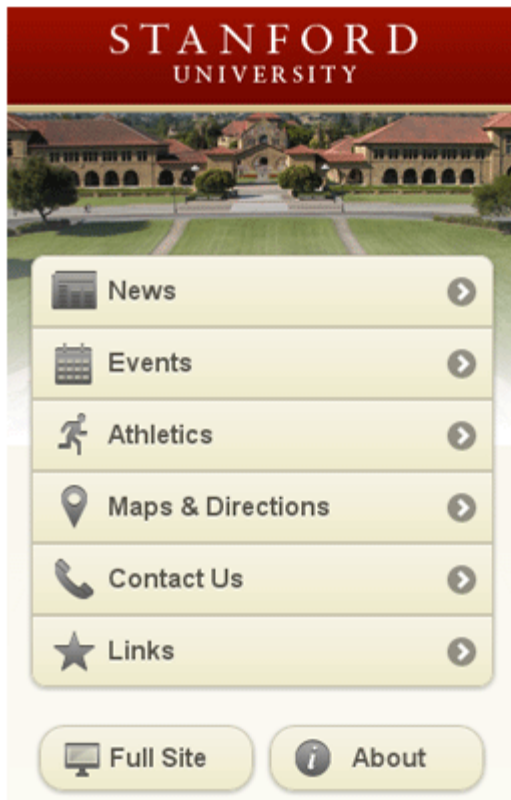 STANFORD
UNIVERSITY
News
Events
Athletics
Maps & Directions
Contact Us
Links
Full Site
About